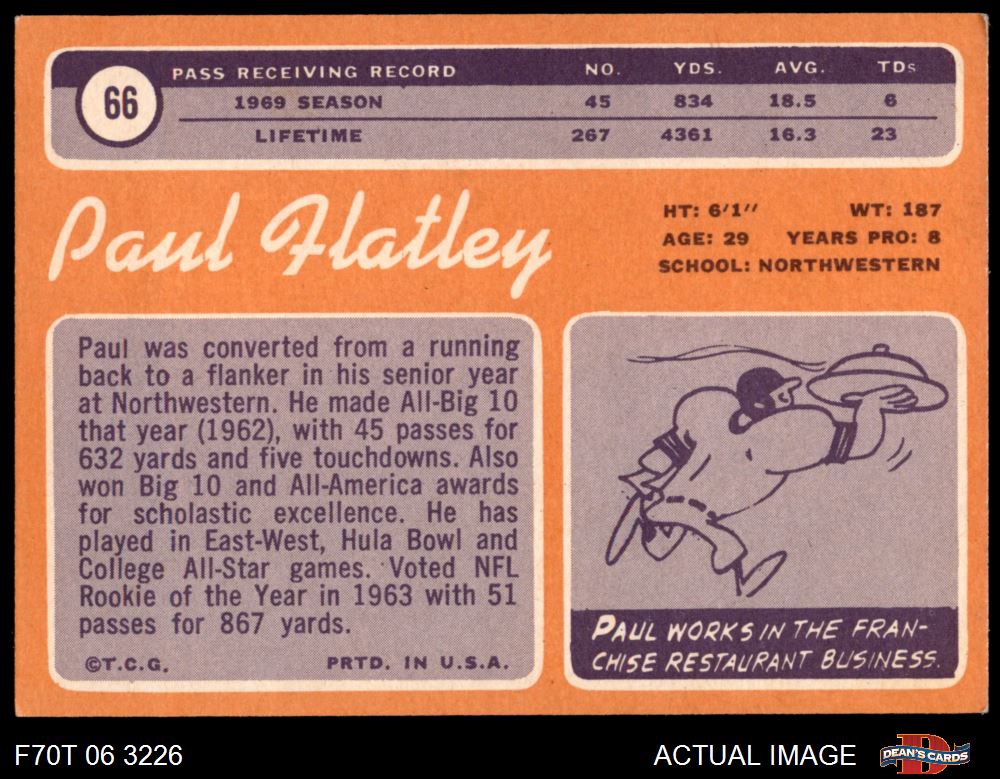 66
PASS RECEIVING RECORD NO. YDS. AVG. TDs
1969 SEASON 45 834 18.5 6
LIFETIME 267 4361 16.3 23
Paul Flatley
HT: 6'1" WT: 187
AGE: 29 YEARS PRO: 8
SCHOOL: NORTHWESTERN
Paul was converted from a running
back to a flanker in his senior year
at Northwestern. He made All-Big 10
that year (1962), with 45 passes for
632 yards and five touchdowns. Also
won Big 10 and All-America awards
for scholastic excellence. He has
played in East-West, Hula Bowl and
College All-Star games. Voted NFL
Rookie of the Year in 1963 with 51
passes for 867 yards.
©T.C.G. PRTD. IN U.S.A.
PAUL WORKS IN THE FRAN-
CHISE RESTAURANT BUSINESS.
F70T 06 3226 ACTUAL IMAGE DEAN'S CARDS